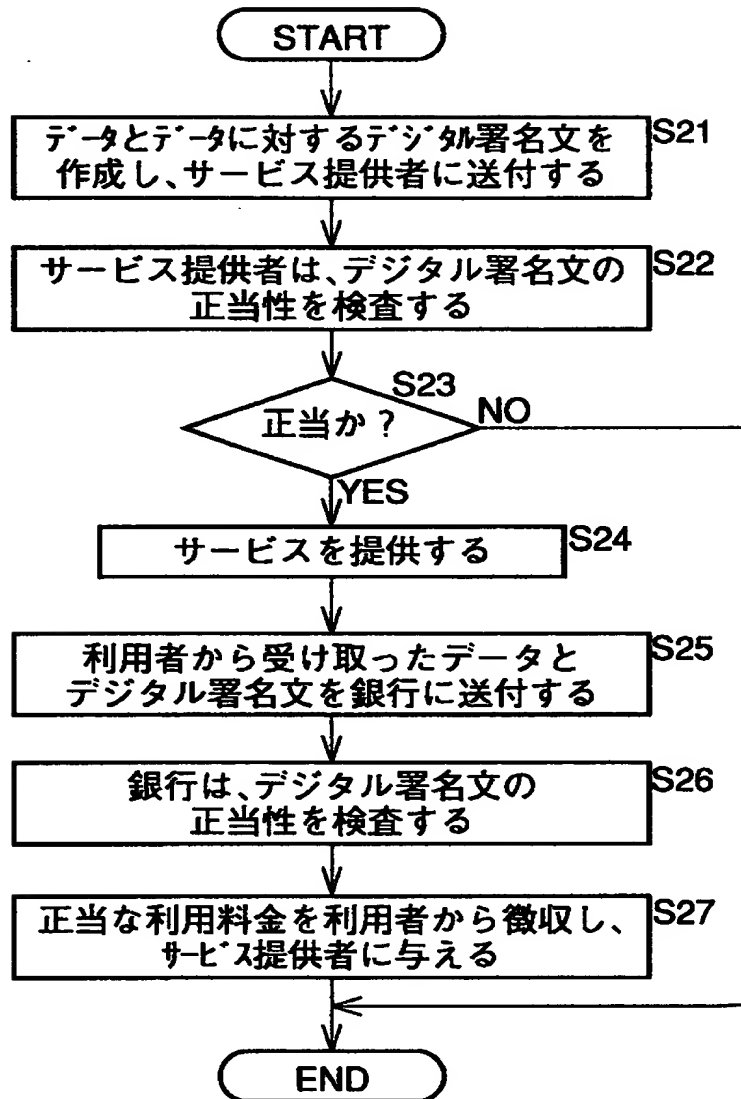 START
データとデータに対するデジタル署名文を
作成し、サービス提供者に送付する
S21
サービス提供者は、デジタル署名文の
正当性を検査する
S22
S23
正当か?
NO
YES
サービスを提供する
S24
利用者から受け取ったデータと
デジタル署名文を銀行に送付する
S25
銀行は、デジタル署名文の
正当性を検査する
S26
正当な利用料金を利用者から徴収し、
サービス提供者に与える
S27
END